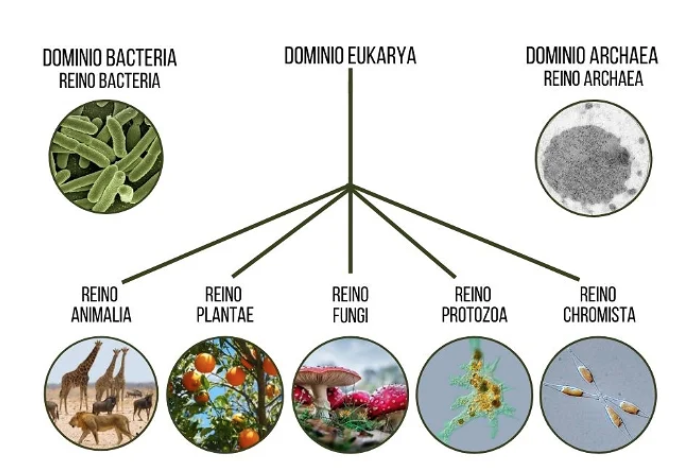 DOMINIO BACTERIA
REINO BACTERIA
DOMINIO EUKARYA
DOMINIO ARCHAEA
REINO ARCHAEA
REINO
ANIMALIA
REINO
PLANTAE
REINO
FUNGI
REINO
PROTOZOA
REINO
CHROMISTA